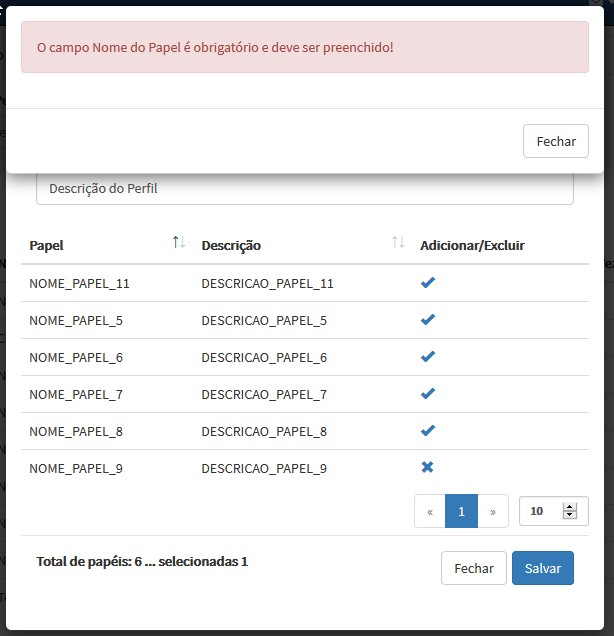 O campo Nome do Papel é obrigatório e deve ser preenchido!
Fechar
Descrição do Perfil
Papel Descrição Adicionar/Excluir
NOME_PAPEL_11 DESCRICAO_PAPEL_11
NOME_PAPEL_5 DESCRICAO_PAPEL_5
NOME_PAPEL_6 DESCRICAO_PAPEL_6
NOME_PAPEL_7 DESCRICAO_PAPEL_7
NOME_PAPEL_8 DESCRICAO_PAPEL_8
NOME_PAPEL_9 DESCRICAO_PAPEL_9
« 1 » 10
Total de papéis: 6 ... selecionadas 1 Fechar Salvar